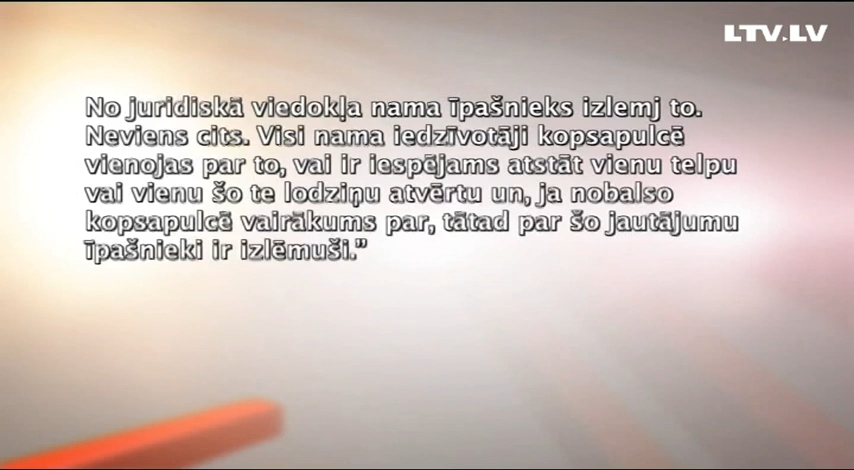 LTV.LV
No juridiskā viedokļa nama īpašnieks izlemj to.
Neviens cits. Visi nama iedzīvotāji kopsapulcē
vienojas par to, vai ir iespējams atstāt vienu telpu
vai vienu šo te lodziņu atvērtu un, ja nobalso
kopsapulcē vairākums par, tātad par šo jautājumu
īpašnieki ir izlēmuši.”